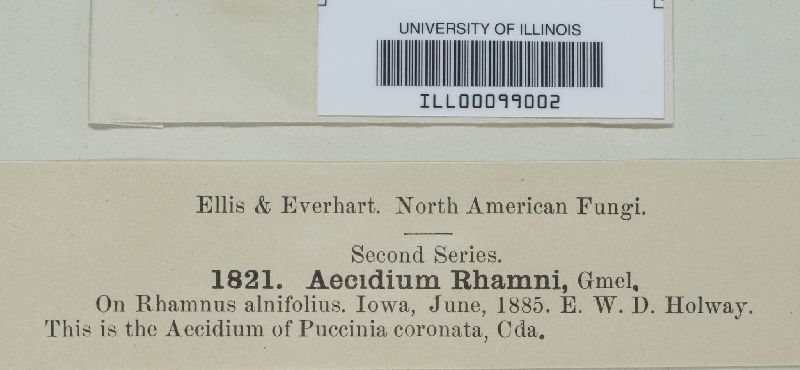 UNIVERSITY OF ILLINOIS
ILL00099002
Ellis & Everhart. North American Fungi.
Second Series.
1821. Aecidium Rhamni, Gmel.
On Rhamnus alnifolius. Iowa, June, 1885. E. W. D. Holway.
This is the Aecidium of Puccinia coronata, Cda.